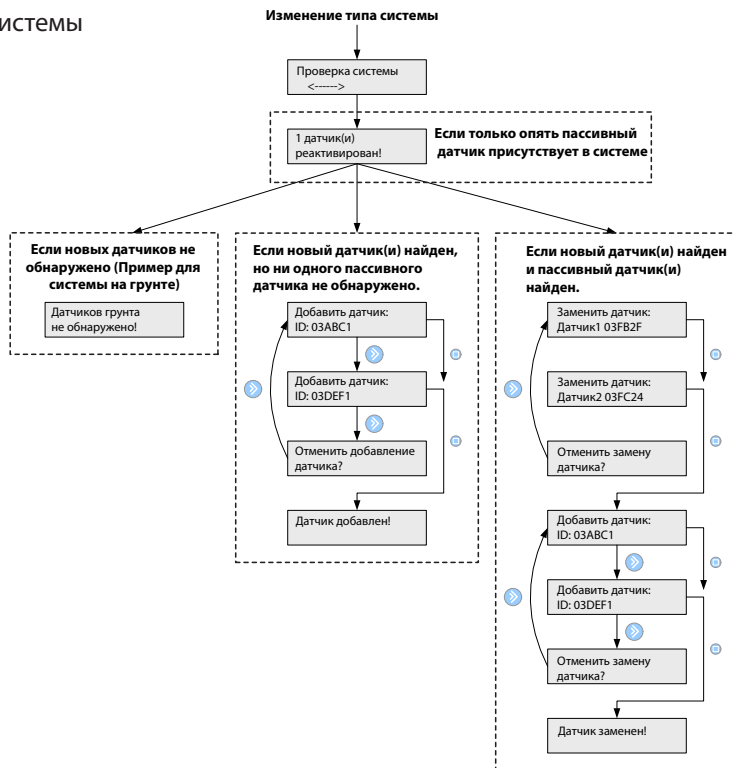 истемы
Изменение типа системы
Проверка системы
<------>
1 датчик(и)
реактивирован!
Если только опять пассивный
датчик присутствует в системе
Если новых датчиков не
обнаружено (Пример для
системы на грунте)
Датчиков грунта
не обнаружено!
Если новый датчик(и) найден,
но ни одного пассивного
датчика не обнаружено.
Добавить датчик:
ID: 03ABC1
Добавить датчик:
ID: 03DEF1
Отменить добавление
датчика?
Датчик добавлен!
Если новый датчик(и) найден
и пассивный датчик(и)
найден.
Заменить датчик:
Датчик1 03FB2F
Заменить датчик:
Датчик2 03FC24
Отменить замену
датчика?
Добавить датчик:
ID: 03ABC1
Добавить датчик:
ID: 03DEF1
Отменить замену
датчика?
Датчик заменен!